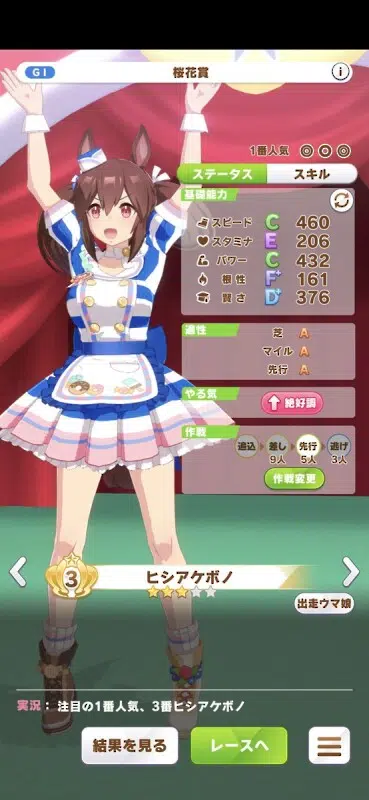 GI 桜花賞 i
1番人気 ◎ ◎ ◎
ステータス スキル
基礎能力
スピード C 460
スタミナ E 206
パワー C 432
根性 F+ 161
賢さ D+ 376
適性
芝 A
マイル A
先行 A
やる気 絶好調
作戦
追込 差し 先行 逃げ
9人 5人 3人
作戦変更
3 ヒシアケボノ
出走ウマ娘
実況： 注目の1番人気、3番ヒシアケボノ
結果を見る レースへ